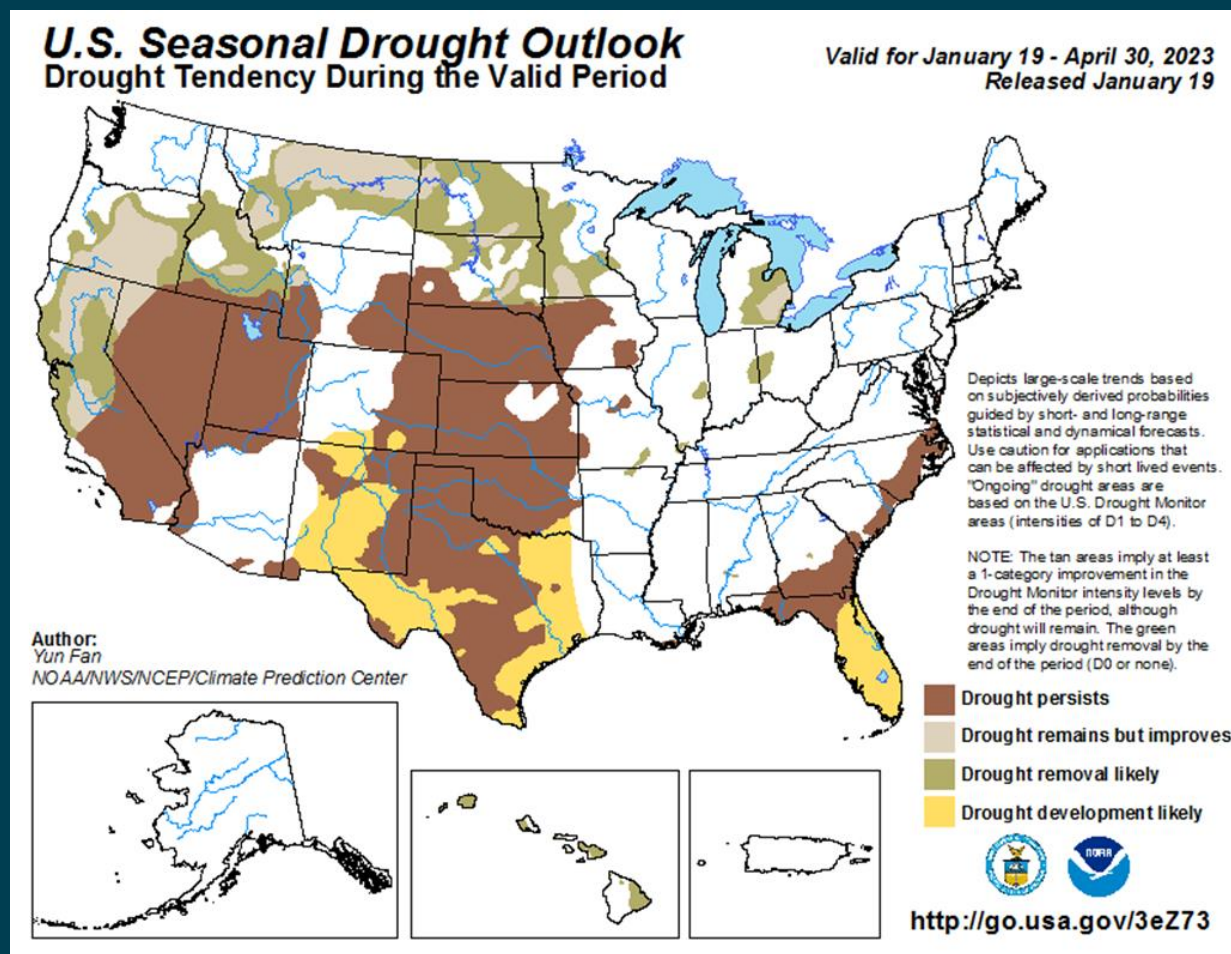 U.S. Seasonal Drought Outlook
Drought Tendency During the Valid Period
Valid for January 19 - April 30, 2023
Released January 19
Depicts large-scale trends based
on subjectively derived probabilities
guided by short- and long-range
statistical and dynamical forecasts.
Use caution for applications that
can be affected by short lived events.
"Ongoing" drought areas are
based on the U.S. Drought Monitor
areas (intensities of D1 to D4).
NOTE: The tan areas imply at least
a 1-category improvement in the
Drought Monitor intensity levels by
the end of the period, although
drought will remain. The green
areas imply drought removal by the
end of the period (D0 or none).
Author:
Yun Fan
NOAA/NWS/NCEP/Climate Prediction Center
Drought persists
Drought remains but improves
Drought removal likely
Drought development likely
NOAA
http://go.usa.gov/3eZ73